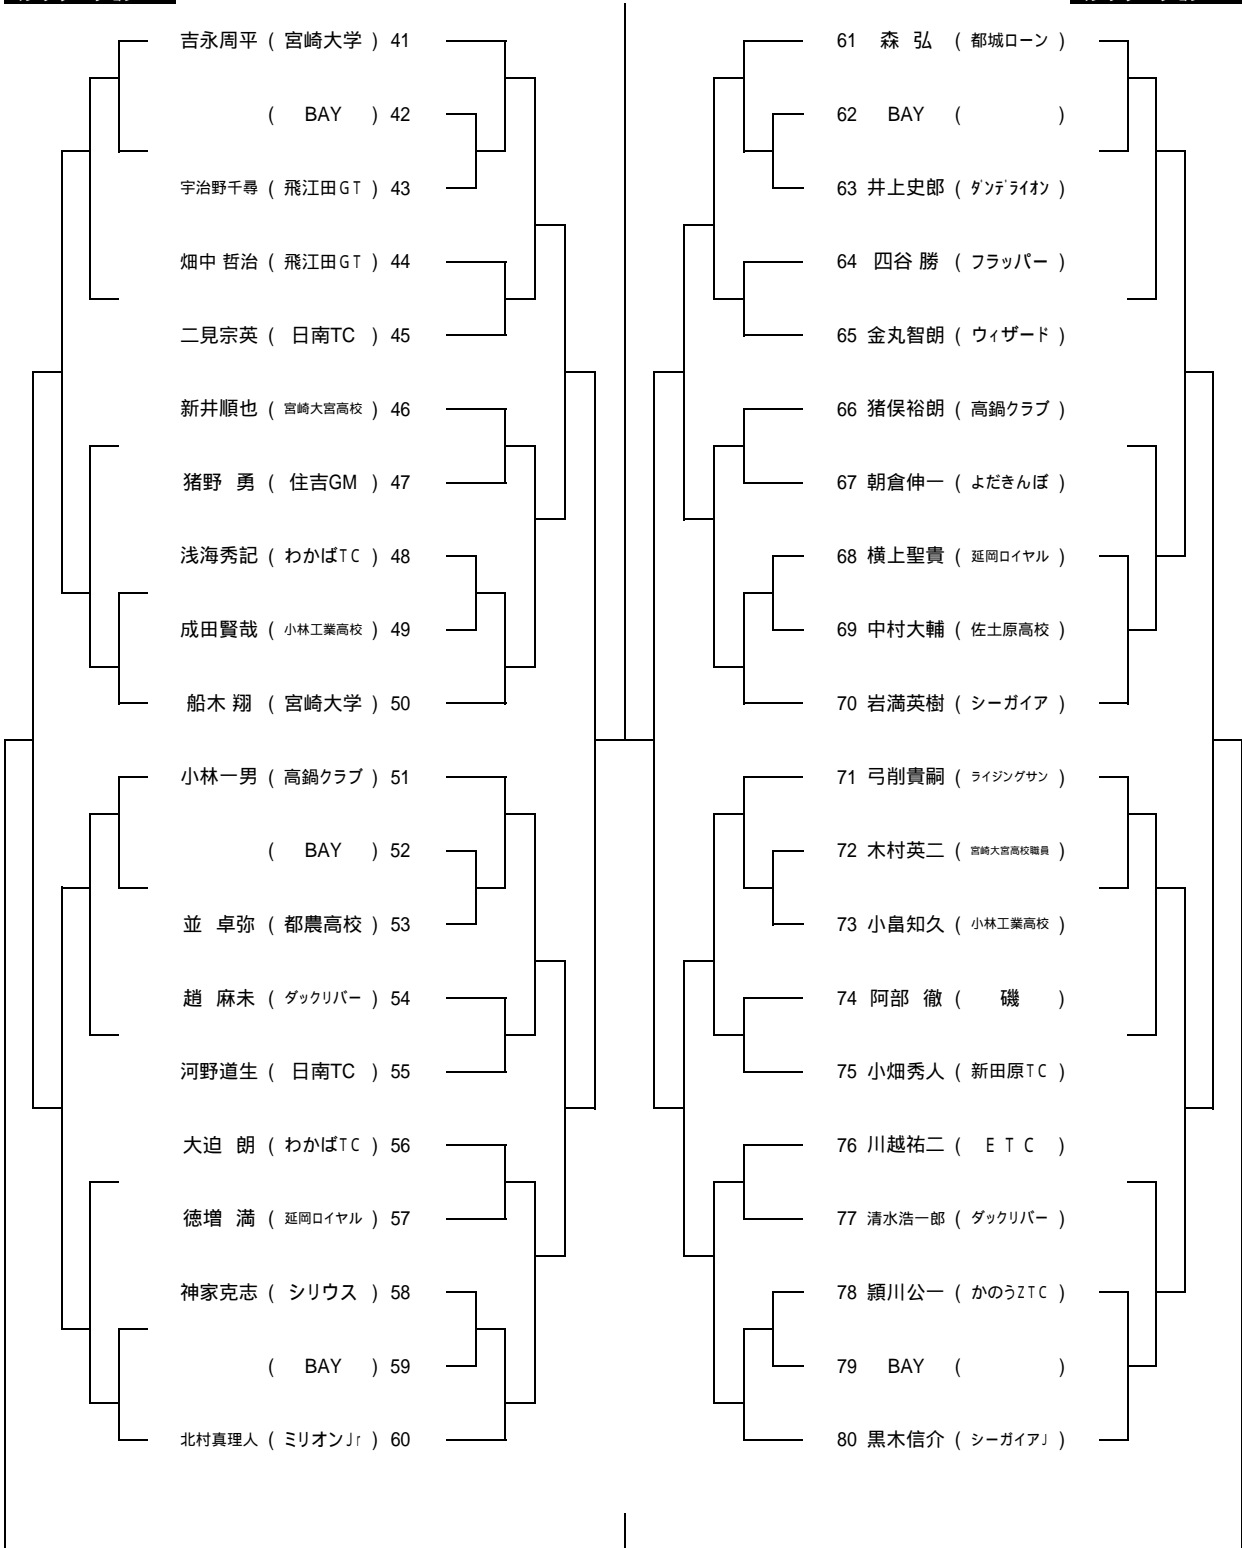 吉永周平 ( 宮崎大学 ) 41
( BAY ) 42
宇治野千尋 ( 飛江田GT ) 43
畑中 哲治 ( 飛江田GT ) 44
二見宗英 ( 日南TC ) 45
新井順也 ( 宮崎大宮高校 ) 46
猪野 勇 ( 住吉GM ) 47
浅海秀記 ( わかばTC ) 48
成田賢哉 ( 小林工業高校 ) 49
船木 翔 ( 宮崎大学 ) 50
小林一男 ( 高鍋クラブ ) 51
( BAY ) 52
並 卓弥 ( 都農高校 ) 53
趙 麻未 ( ダックリバー ) 54
河野道生 ( 日南TC ) 55
大迫 朗 ( わかばTC ) 56
徳増 満 ( 延岡ロイヤル ) 57
神家克志 ( シリウス ) 58
( BAY ) 59
北村真理人 ( ミリオンJr ) 60
61 森 弘 ( 都城ローン )
62 BAY ( )
63 井上史郎 ( ダンデライオン )
64 四谷 勝 ( フラッパー )
65 金丸智朗 ( ウィザード )
66 猪俣裕朗 ( 高鍋クラブ )
67 朝倉伸一 ( よだきんぼ )
68 横上聖貴 ( 延岡ロイヤル )
69 中村大輔 ( 佐土原高校 )
70 岩満英樹 ( シーガイア )
71 弓削貴嗣 ( ライジングサン )
72 木村英二 ( 宮崎大宮高校職員 )
73 小畠知久 ( 小林工業高校 )
74 阿部 徹 ( 磯 )
75 小畑秀人 ( 新田原TC )
76 川越祐二 ( ETC )
77 清水浩一郎 ( ダックリバー )
78 頴川公一 ( かのうZTC )
79 BAY ( )
80 黒木信介 ( シーガイアJ )